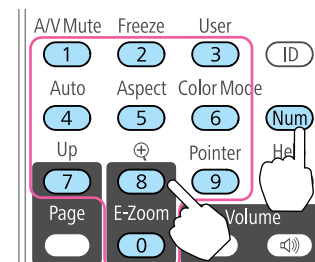 A/V Mute Freeze User
1 2 3 ID
Auto Aspect Color Mode
4 5 6 Num
Up Pointer
7 8 9
Page E-Zoom Volume
0